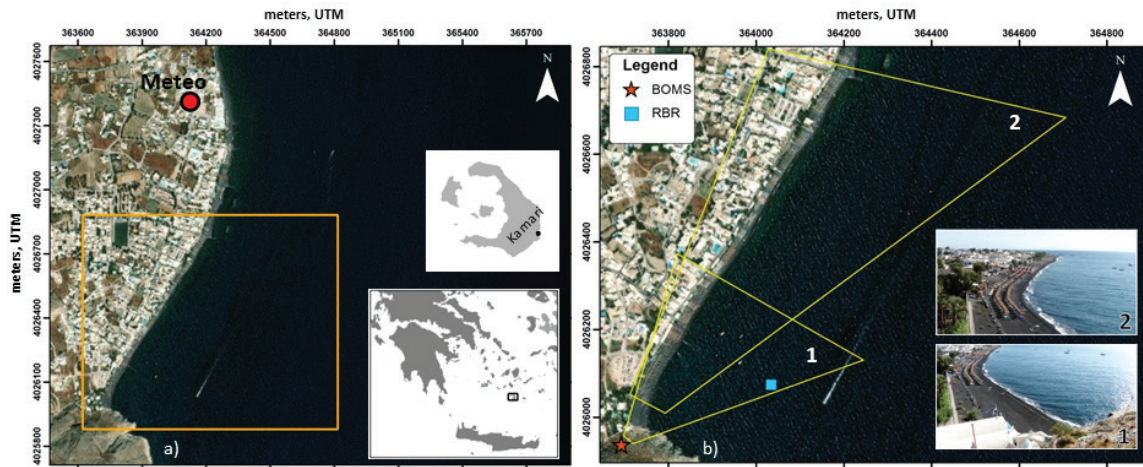 meters, UTM
363600 363900 364200 364500 364800 365100 365400 365700
meters, UTM
4027600
4027300
4027000
4026700
4026400
4026100
4025800
Meteo
N
Kamari
a)
meters, UTM
363800 364000 364200 364400 364600 364800
4026800
4026600
4026400
4026200
4026000
Legend
BOMS
RBR
N
2
1
2
1
b)